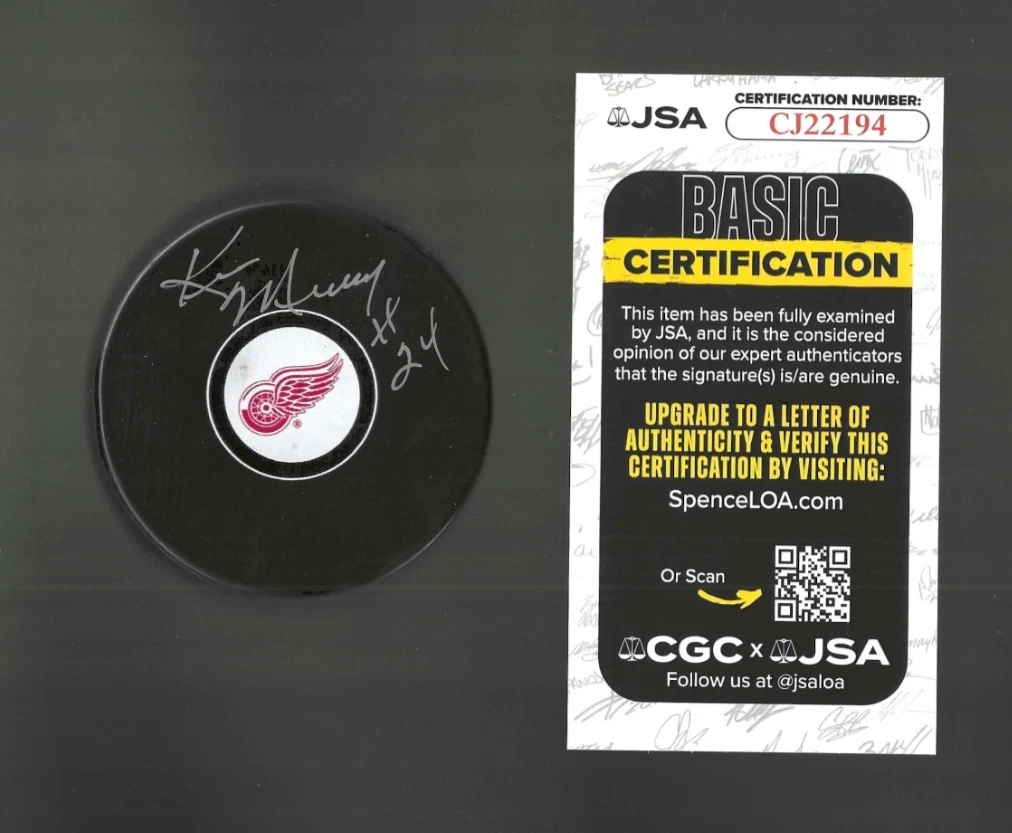 #24
JSA
CERTIFICATION NUMBER:
CJ22194
BASIC
CERTIFICATION
This item has been fully examined
by JSA, and it is the considered
opinion of our expert authenticators
that the signature(s) is/are genuine.
UPGRADE TO A LETTER OF
AUTHENTICITY & VERIFY THIS
CERTIFICATION BY VISITING:
SpenceLOA.com
Or Scan
CGC x JSA
Follow us at @jsaloa